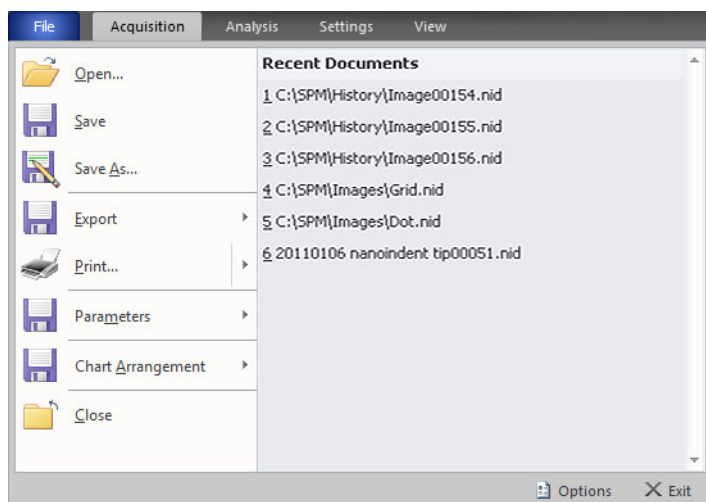 File Acquisition Analysis Settings View
Open...
Save
Save As...
Export
Print...
Parameters
Chart Arrangement
Close
Recent Documents
1 C:\SPM\History\Image00154.nid
2 C:\SPM\History\Image00155.nid
3 C:\SPM\History\Image00156.nid
4 C:\SPM\Images\Grid.nid
5 C:\SPM\Images\Dot.nid
6 20110106 nanoindent tip00051.nid
Options Exit